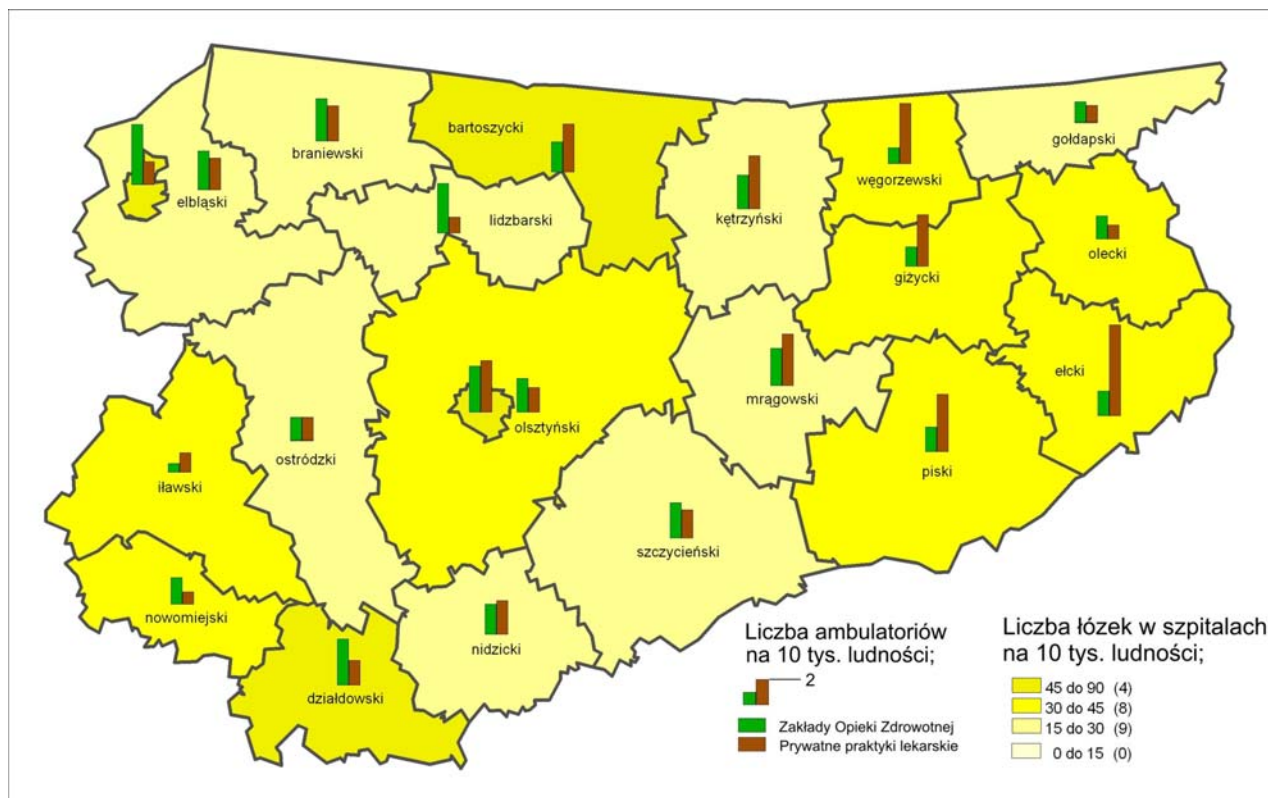 bartoszycki
gołdapski
braniewski
węgorzewski
elbląski
lidzbarski
kętrzyński
olecki
giżycki
ełcki
mrągowski
olsztyński
ostródzki
iławski
piski
szczycieński
nowomiejski
nidzicki
działdowski
Liczba ambulatoriów
na 10 tys. ludności;
2
Zakłady Opieki Zdrowotnej
Prywatne praktyki lekarskie
Liczba łózek w szpitalach
na 10 tys. ludności;
45 do 90 (4)
30 do 45 (8)
15 do 30 (9)
0 do 15 (0)